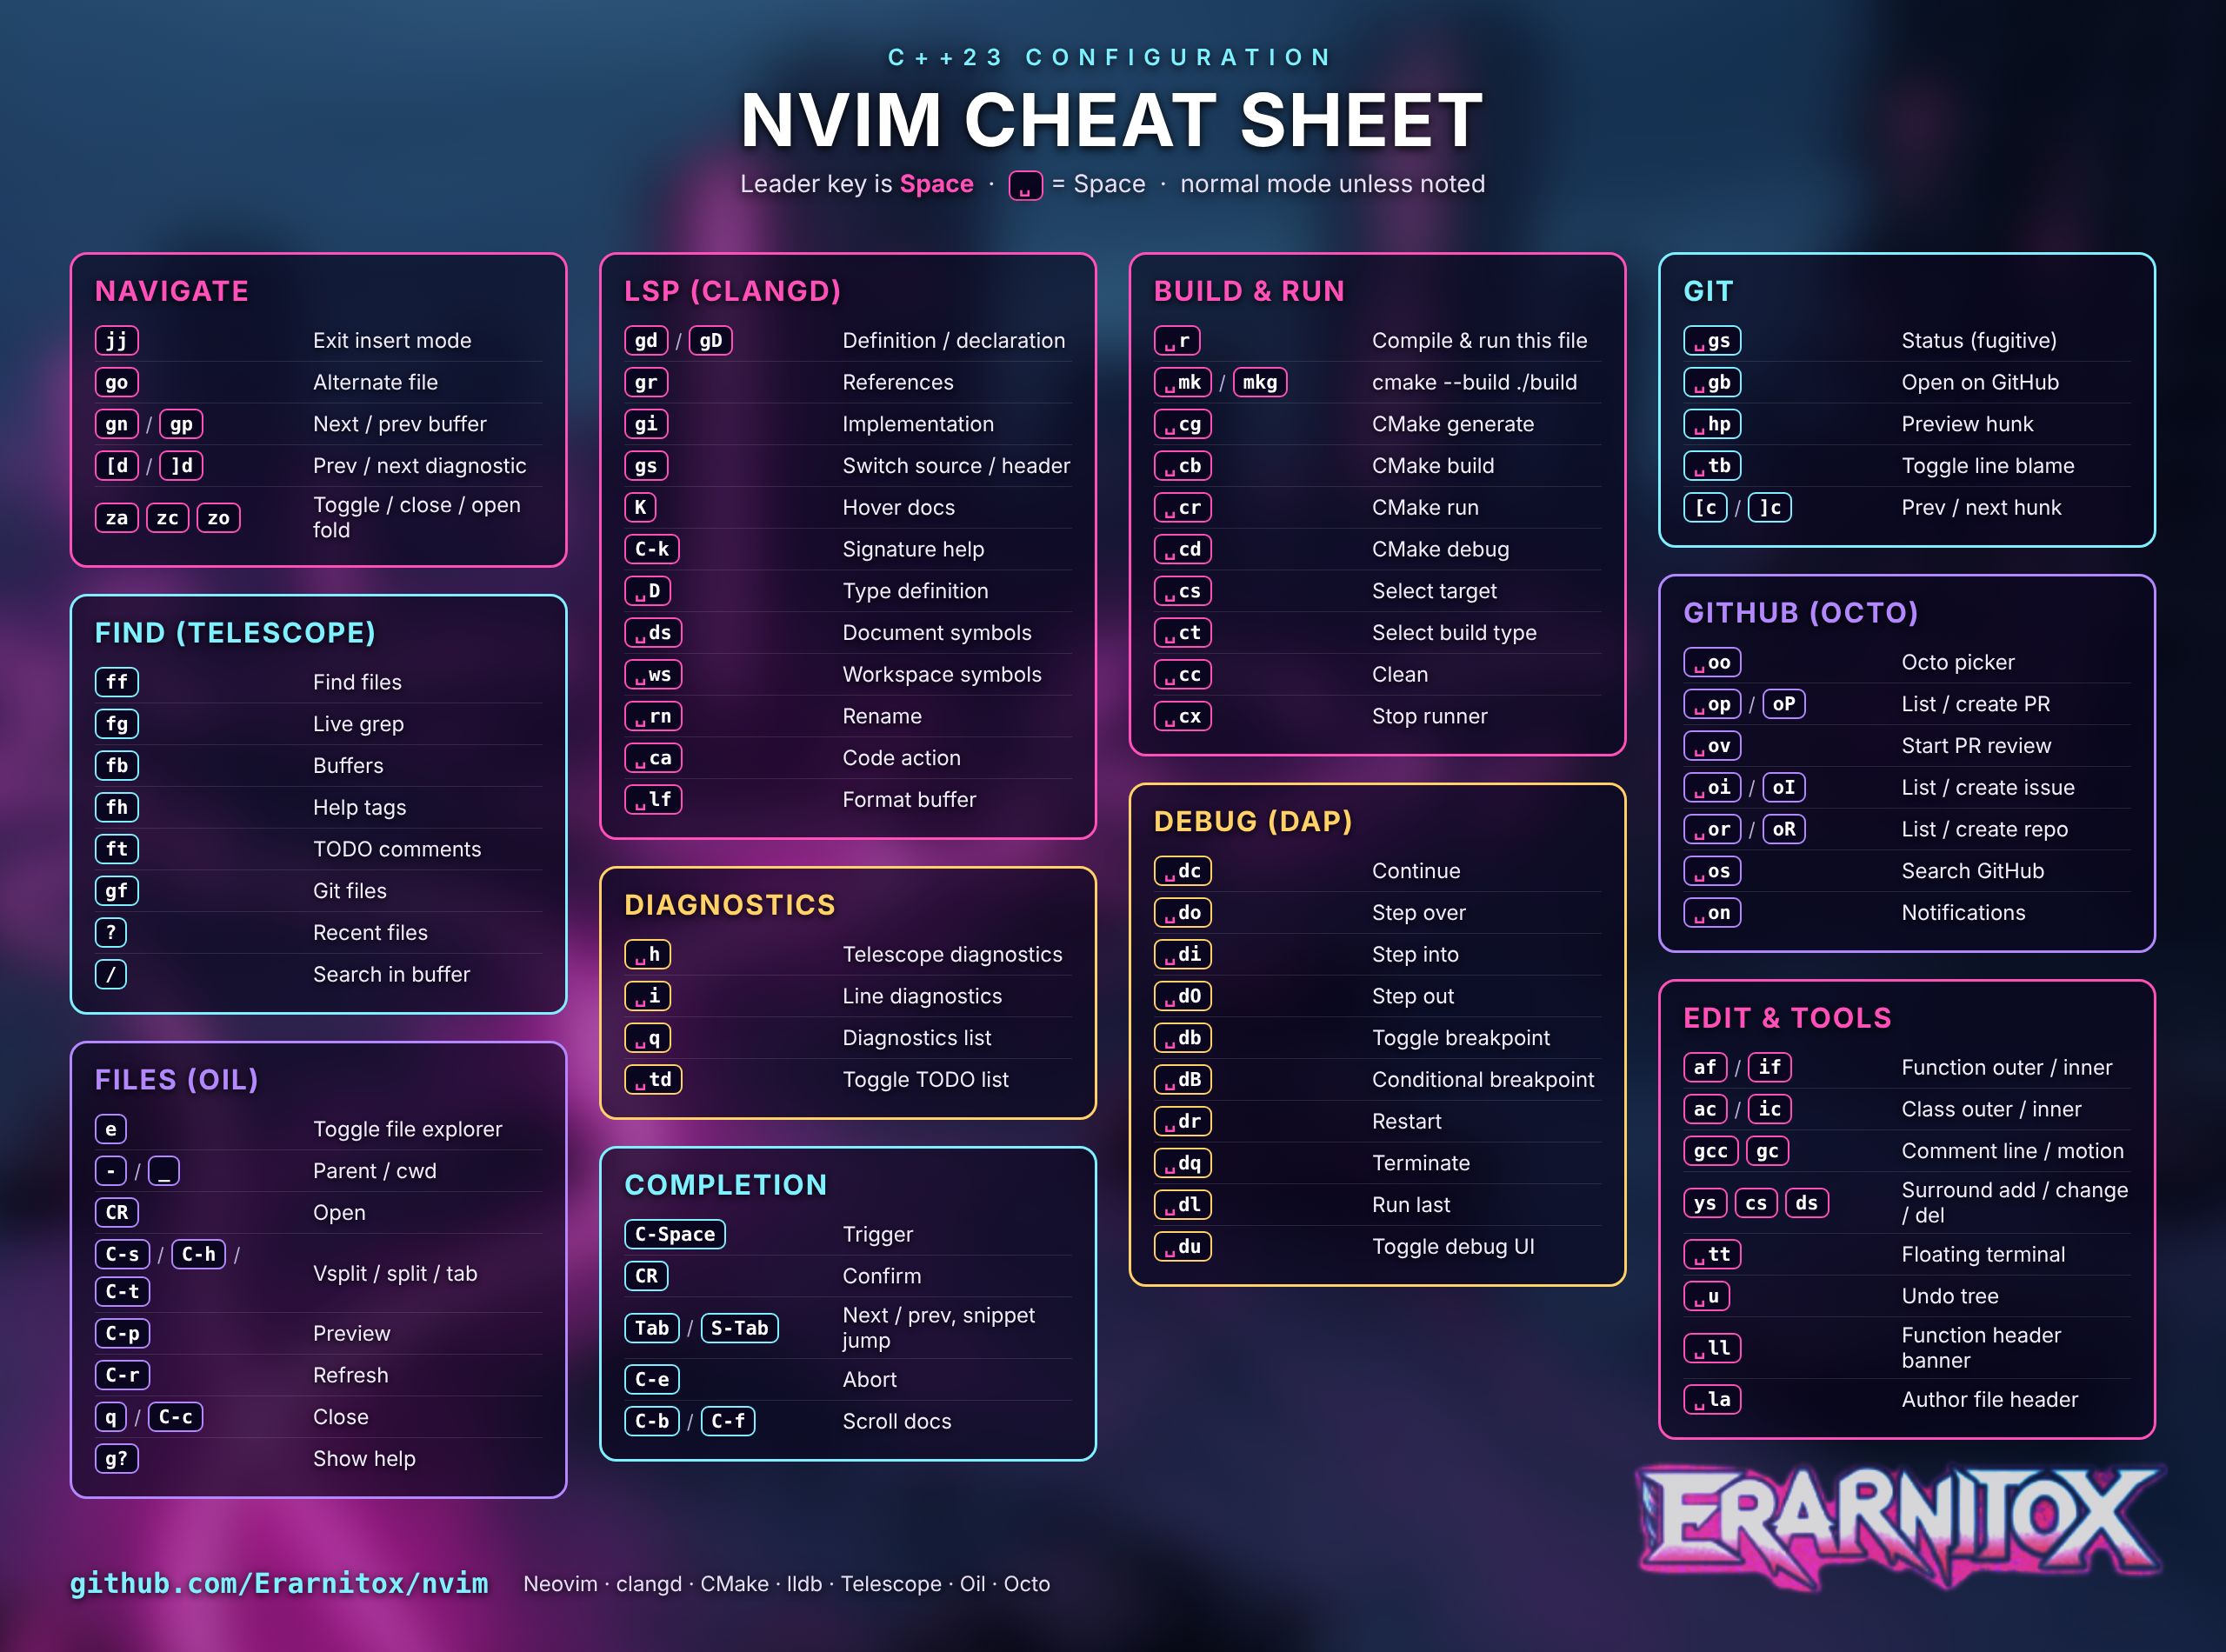 C++23 CONFIGURATION
NVIM CHEAT SHEET
Leader key is Space · ␣ = Space · normal mode unless noted
NAVIGATE
jj Exit insert mode
go Alternate file
gn / gp Next / prev buffer
[d / ]d Prev / next diagnostic
za zc zo Toggle / close / open
fold
FIND (TELESCOPE)
ff Find files
fg Live grep
fb Buffers
fh Help tags
ft TODO comments
gf Git files
? Recent files
/ Search in buffer
FILES (OIL)
e Toggle file explorer
- / _ Parent / cwd
CR Open
C-s / C-h /
C-t Vsplit / split / tab
C-p Preview
C-r Refresh
q / C-c Close
g? Show help
LSP (CLANGD)
gd / gD Definition / declaration
gr References
gi Implementation
gs Switch source / header
K Hover docs
C-k Signature help
␣D Type definition
␣ds Document symbols
␣ws Workspace symbols
␣rn Rename
␣ca Code action
␣lf Format buffer
DIAGNOSTICS
␣h Telescope diagnostics
␣i Line diagnostics
␣q Diagnostics list
␣td Toggle TODO list
COMPLETION
C-Space Trigger
CR Confirm
Tab / S-Tab Next / prev, snippet
jump
C-e Abort
C-b / C-f Scroll docs
BUILD & RUN
␣r Compile & run this file
␣mk / mkg cmake --build ./build
␣cg CMake generate
␣cb CMake build
␣cr CMake run
␣cd CMake debug
␣cs Select target
␣ct Select build type
␣cc Clean
␣cx Stop runner
DEBUG (DAP)
␣dc Continue
␣do Step over
␣di Step into
␣dO Step out
␣db Toggle breakpoint
␣dB Conditional breakpoint
␣dr Restart
␣dq Terminate
␣dl Run last
␣du Toggle debug UI
GIT
␣gs Status (fugitive)
␣gb Open on GitHub
␣hp Preview hunk
␣tb Toggle line blame
[c / ]c Prev / next hunk
GITHUB (OCTO)
␣oo Octo picker
␣op / oP List / create PR
␣ov Start PR review
␣oi / oI List / create issue
␣or / oR List / create repo
␣os Search GitHub
␣on Notifications
EDIT & TOOLS
af / if Function outer / inner
ac / ic Class outer / inner
gcc gc Comment line / motion
ys cs ds Surround add / change
/ del
␣tt Floating terminal
␣u Undo tree
␣ll Function header
banner
␣la Author file header
ERARNITOX
github.com/Erarnitox/nvim Neovim · clangd · CMake · lldb · Telescope · Oil · Octo